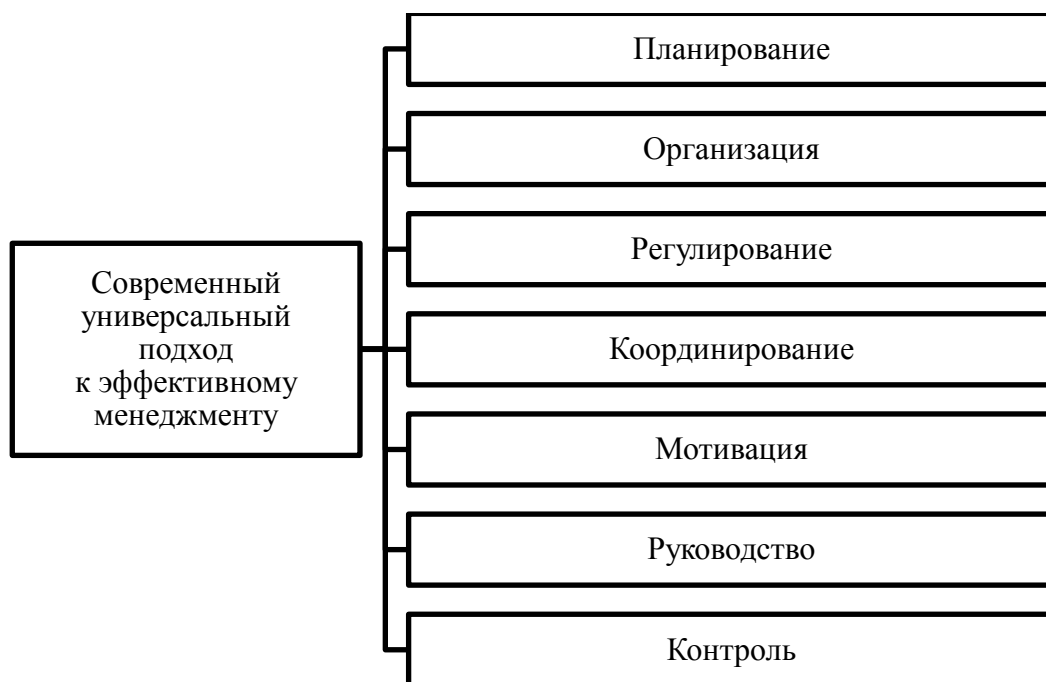 Современный
универсальный
подход
к эффективному
менеджменту
Планирование
Организация
Регулирование
Координирование
Мотивация
Руководство
Контроль